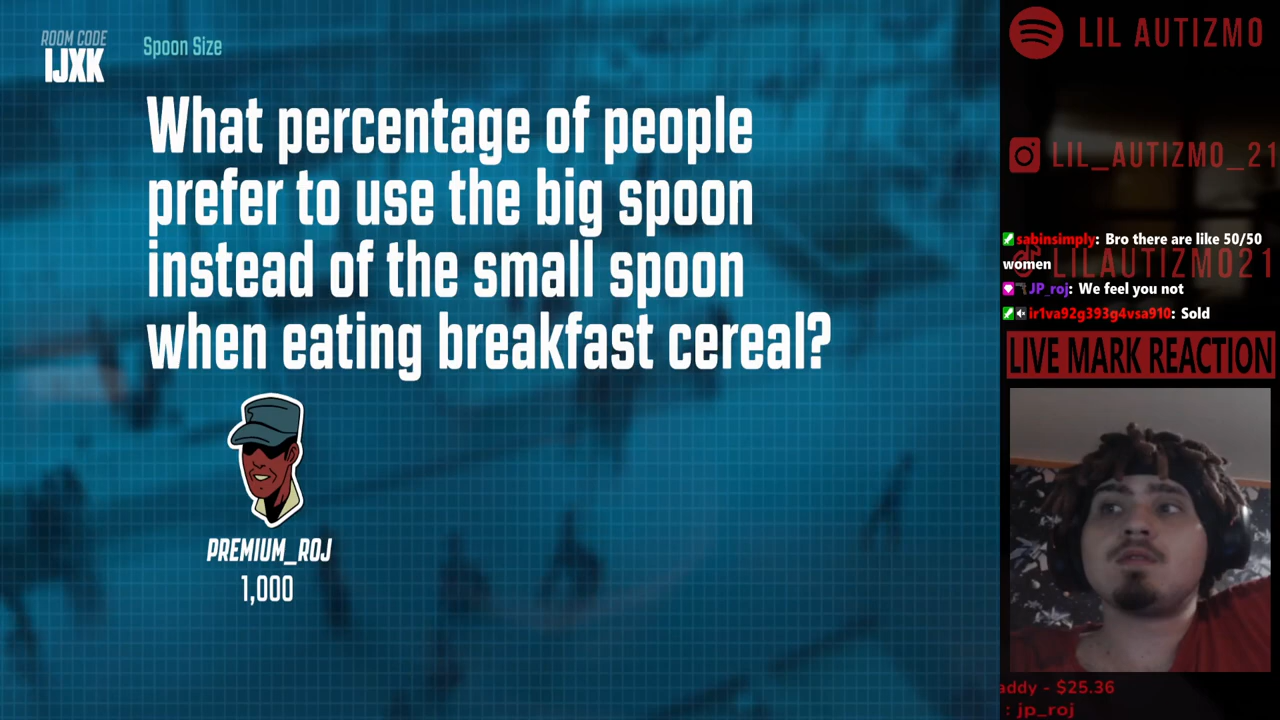 ROOM CODE
IJXK
Spoon Size
What percentage of people
prefer to use the big spoon
instead of the small spoon
when eating breakfast cereal?
PREMIUM_ROJ
1,000
LIL AUTIZMO
LIL_AUTIZMO_21
sabinsimply: Bro there are like 50/50
women
LILAUTIZMO21
JP_roj: We feel you not
ir1va92g393g4vsa910: Sold
LIVE MARK REACTION
addy - $25.36
: jp_roj